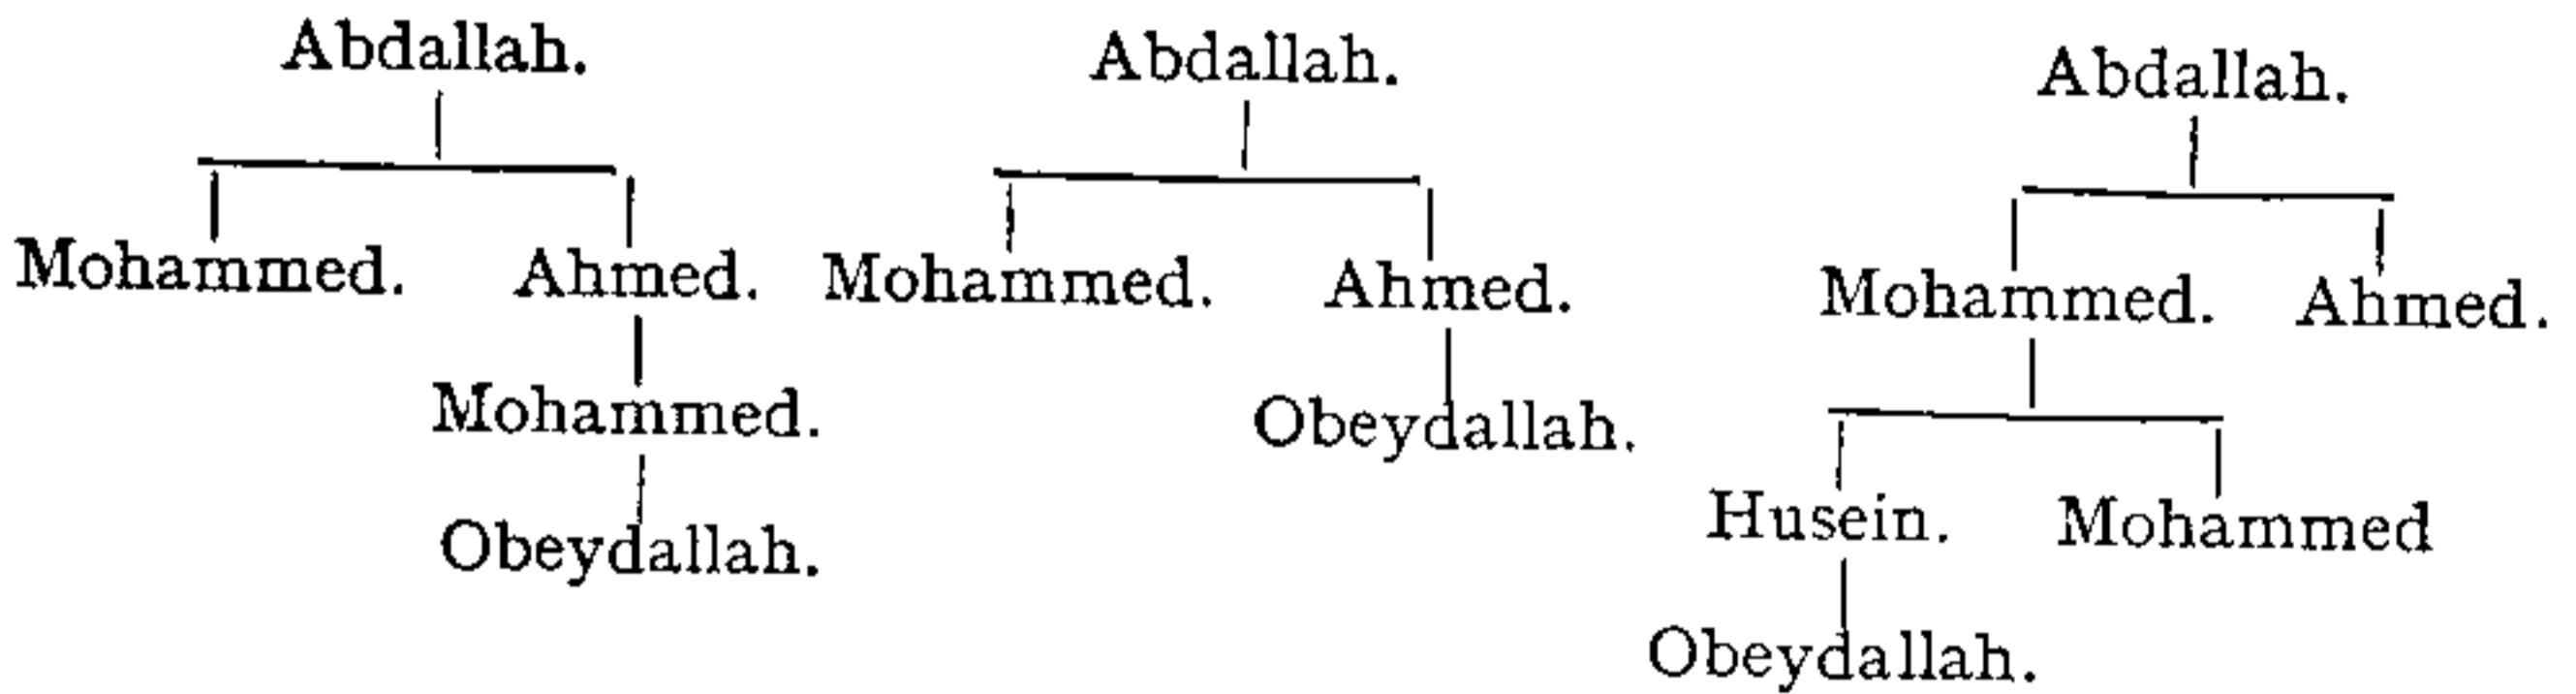 Abdallah. Abdallah. Abdallah.
Mohammed. Ahmed. Mohammed. Ahmed. Mohammed. Ahmed.
Mohammed. Obeydallah.
Husein. Mohammed
Obeydallah.
Obeydallah.